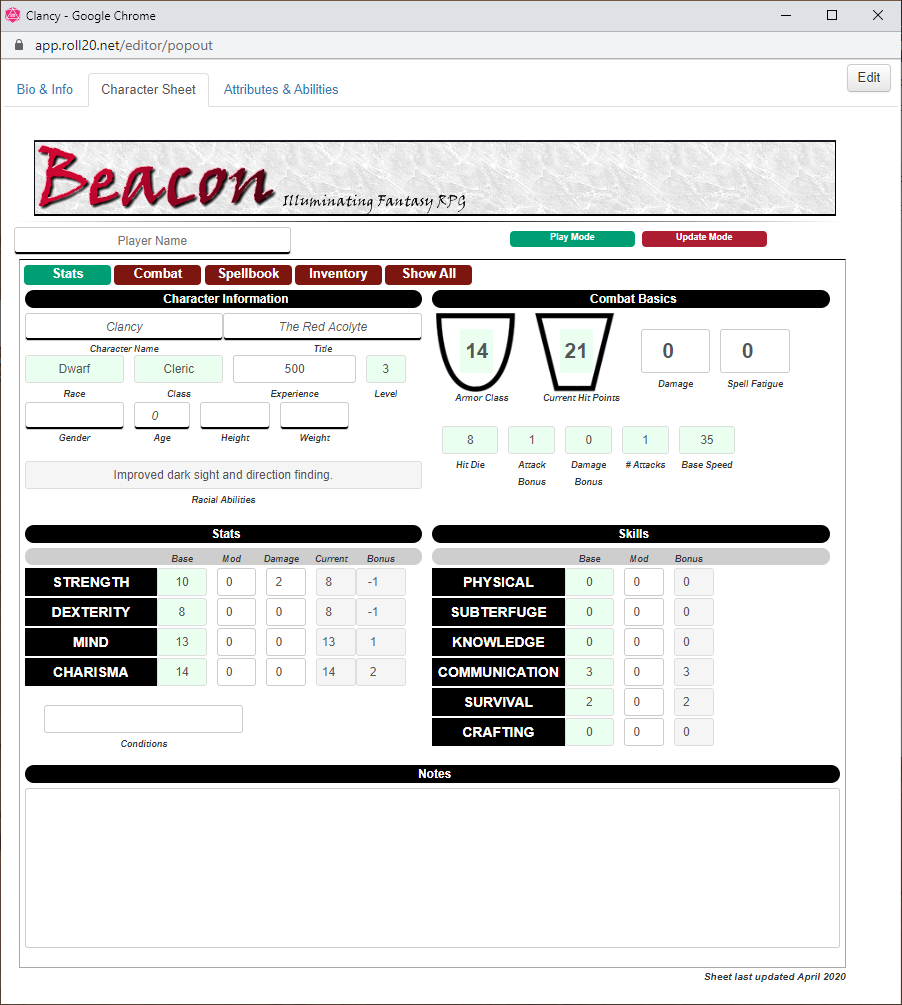 Clancy - Google Chrome
app.roll20.net/editor/popout
Bio & Info Character Sheet Attributes & Abilities Edit
Beacon Illuminating Fantasy RPG
Player Name Play Mode Update Mode
Stats Combat Spellbook Inventory Show All
Character Information
Clancy The Red Acolyte
Character Name Title
Dwarf Cleric 500 3
Race Class Experience Level
0
Gender Age Height Weight
Improved dark sight and direction finding.
Racial Abilities
Combat Basics
14 21 0 0
Armor Class Current Hit Points Damage Spell Fatigue
8 1 0 1 35
Hit Die Attack Bonus Damage Bonus # Attacks Base Speed
Stats
Base Mod Damage Current Bonus
STRENGTH 10 0 2 8 -1
DEXTERITY 8 0 0 8 -1
MIND 13 0 0 13 1
CHARISMA 14 0 0 14 2
Conditions
Skills
Base Mod Bonus
PHYSICAL 0 0 0
SUBTERFUGE 0 0 0
KNOWLEDGE 0 0 0
COMMUNICATION 3 0 3
SURVIVAL 2 0 2
CRAFTING 0 0 0
Notes
Sheet last updated April 2020